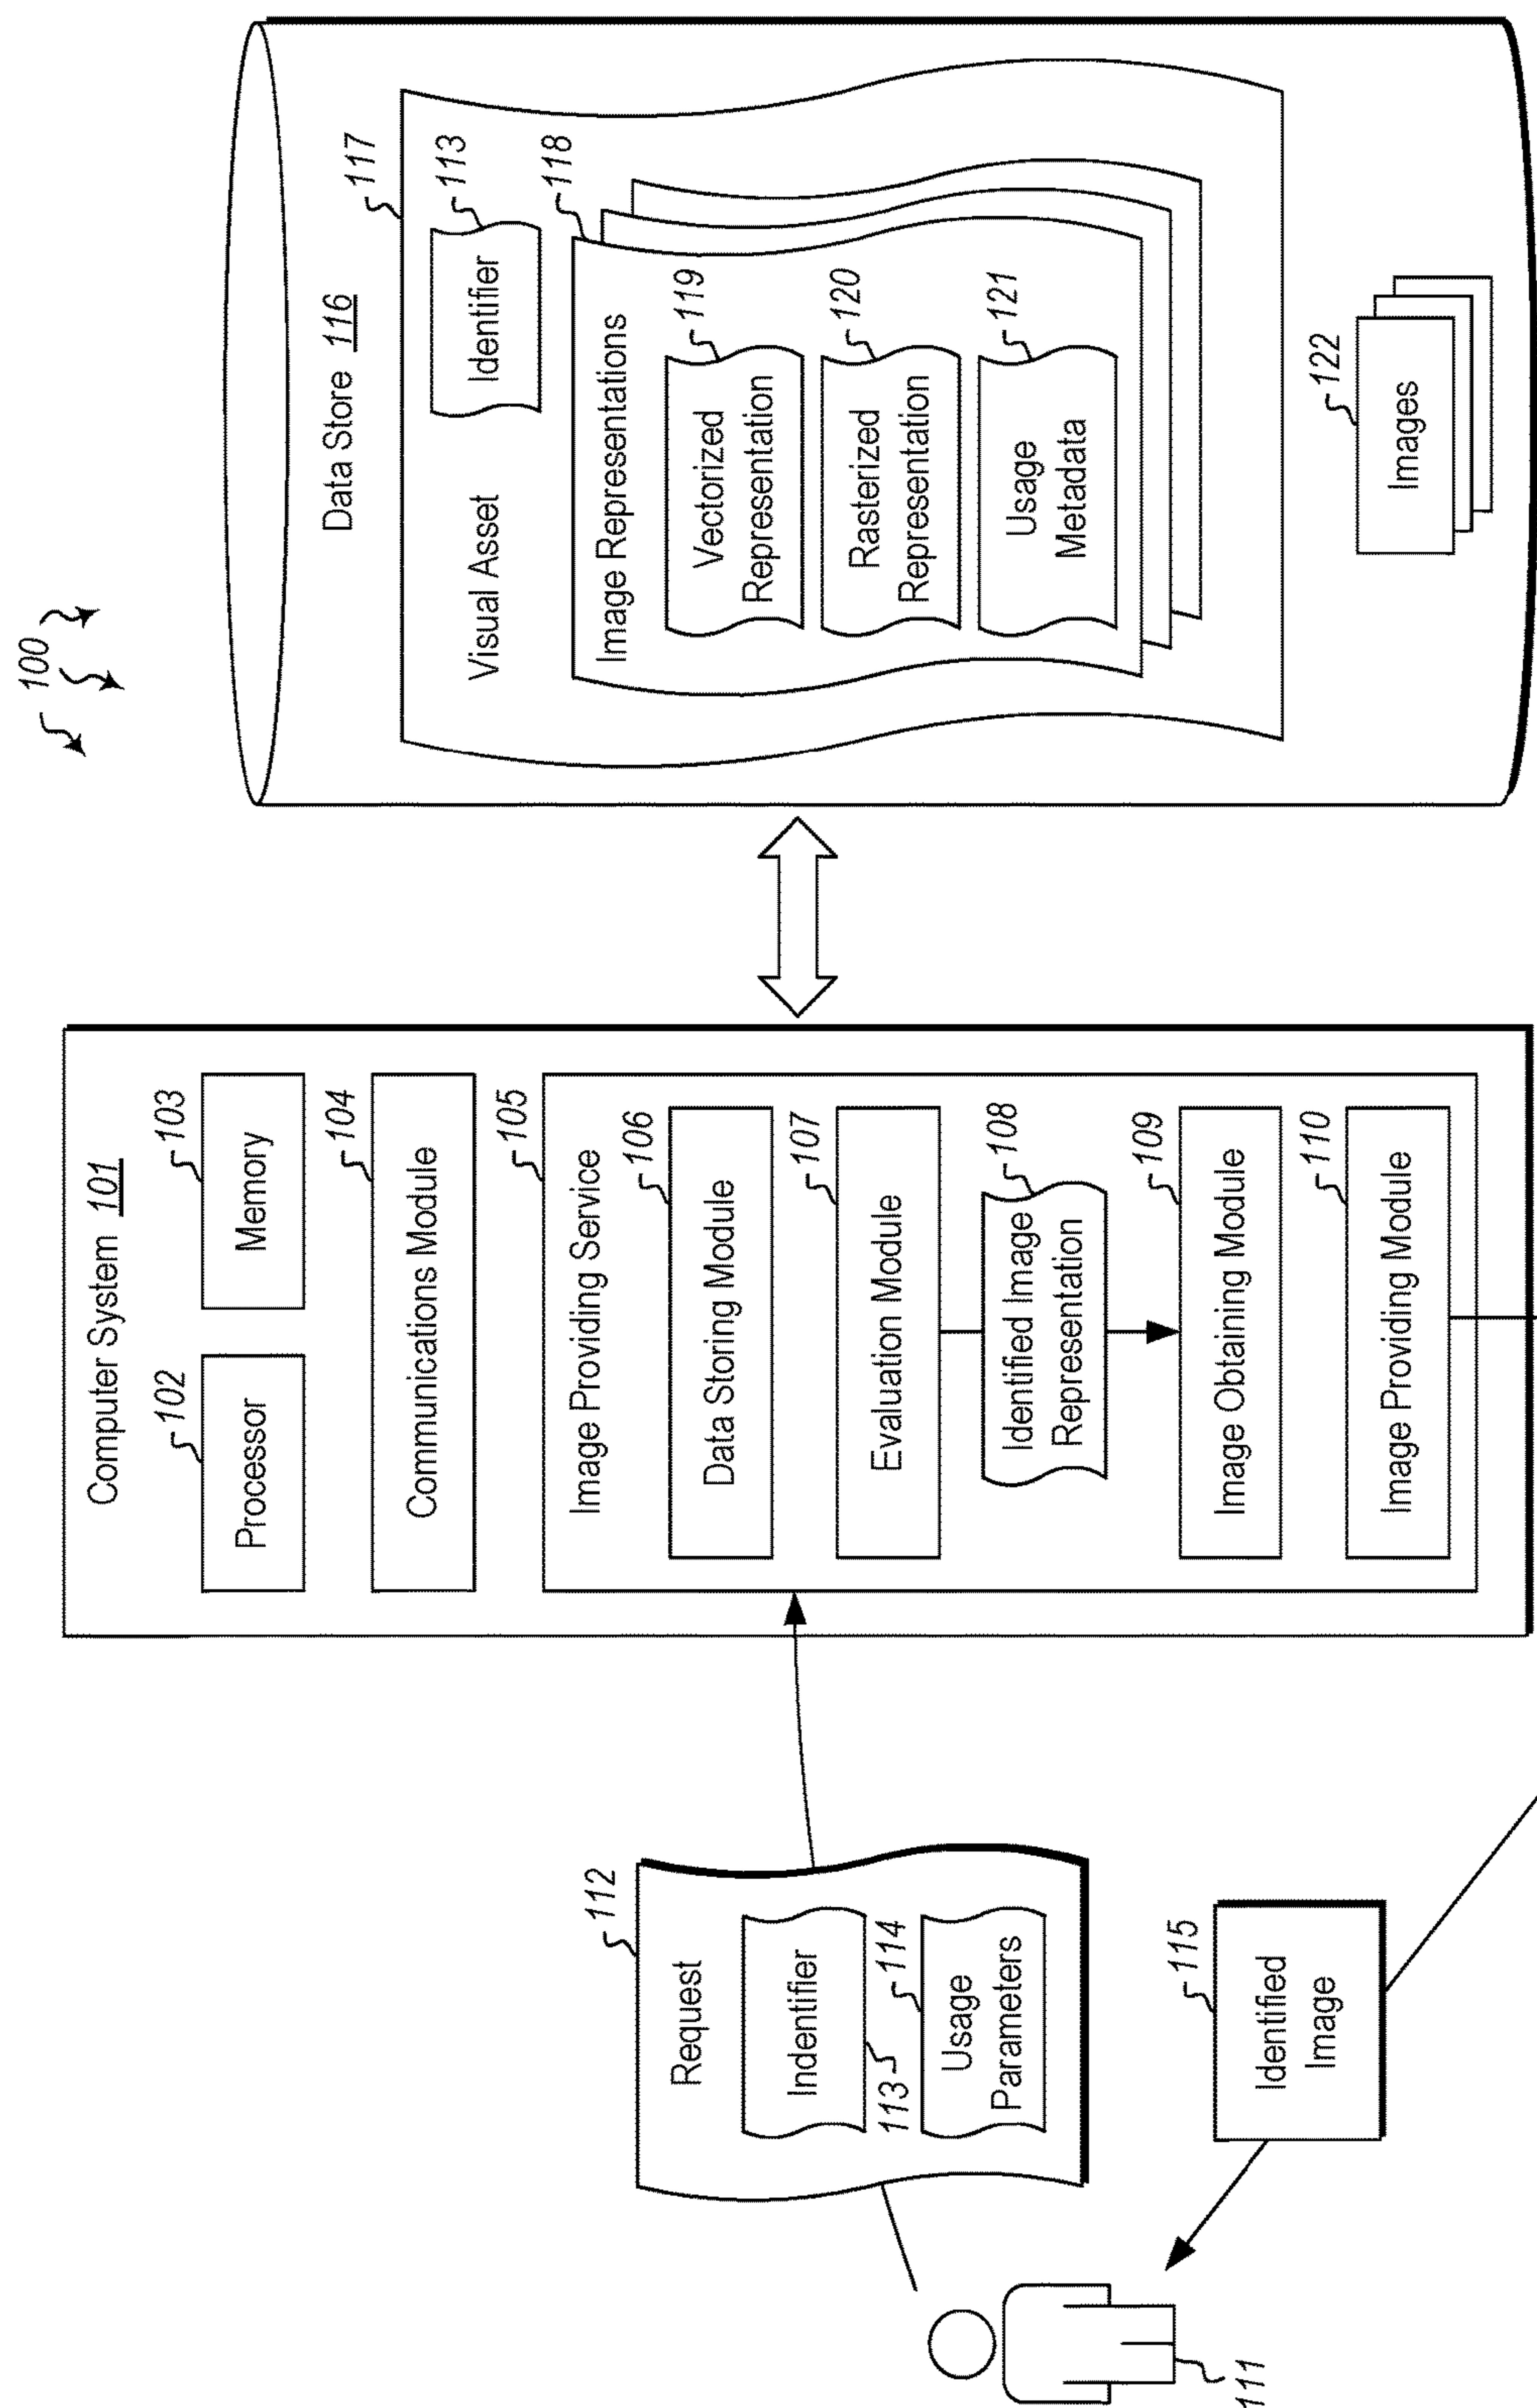 100
Computer System 101
102
Processor
103
Memory
104
Communications Module
105
Image Providing Service
106
Data Storing Module
107
Evaluation Module
108
Identified Image
Representation
109
Image Obtaining Module
110
Image Providing Module
111
112
Request
Indentifier
113
114
Usage
Parameters
115
Identified
Image
Data Store 116
117
Visual Asset
113
Identifier
118
Image Representations
119
Vectorized
Representation
120
Rasterized
Representation
121
Usage
Metadata
122
Images